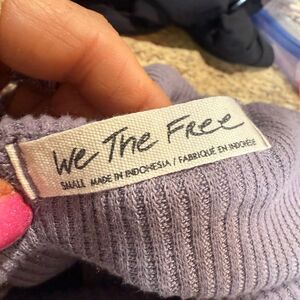 We The Free
SMALL MADE IN INDONESIA / FABRIQUÉ EN INDONÉSIE